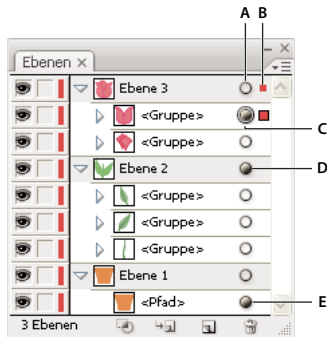 A B
Ebenen ×
Ebene 3
<Gruppe>
C
<Gruppe>
Ebene 2
D
<Gruppe>
<Gruppe>
<Gruppe>
Ebene 1
<Pfad>
E
3 Ebenen